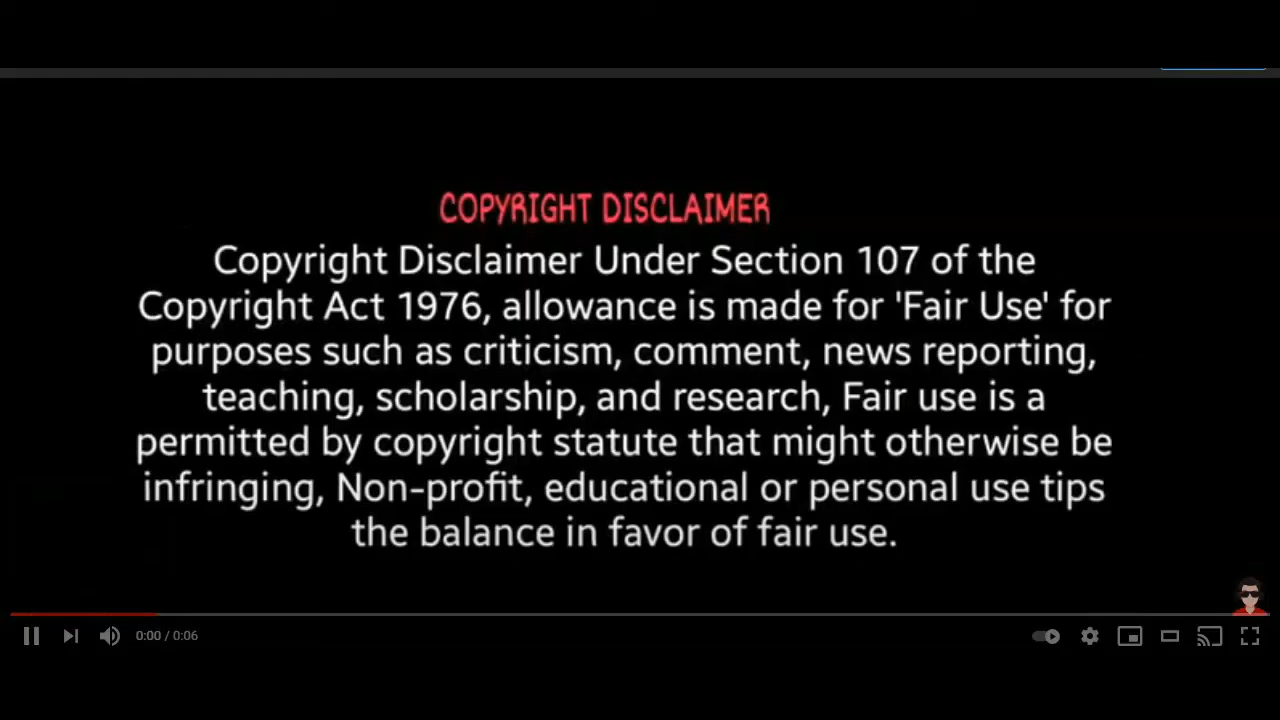 COPYRIGHT DISCLAIMER
Copyright Disclaimer Under Section 107 of the
Copyright Act 1976, allowance is made for 'Fair Use' for
purposes such as criticism, comment, news reporting,
teaching, scholarship, and research, Fair use is a
permitted by copyright statute that might otherwise be
infringing, Non-profit, educational or personal use tips
the balance in favor of fair use.
0:00 / 0:06